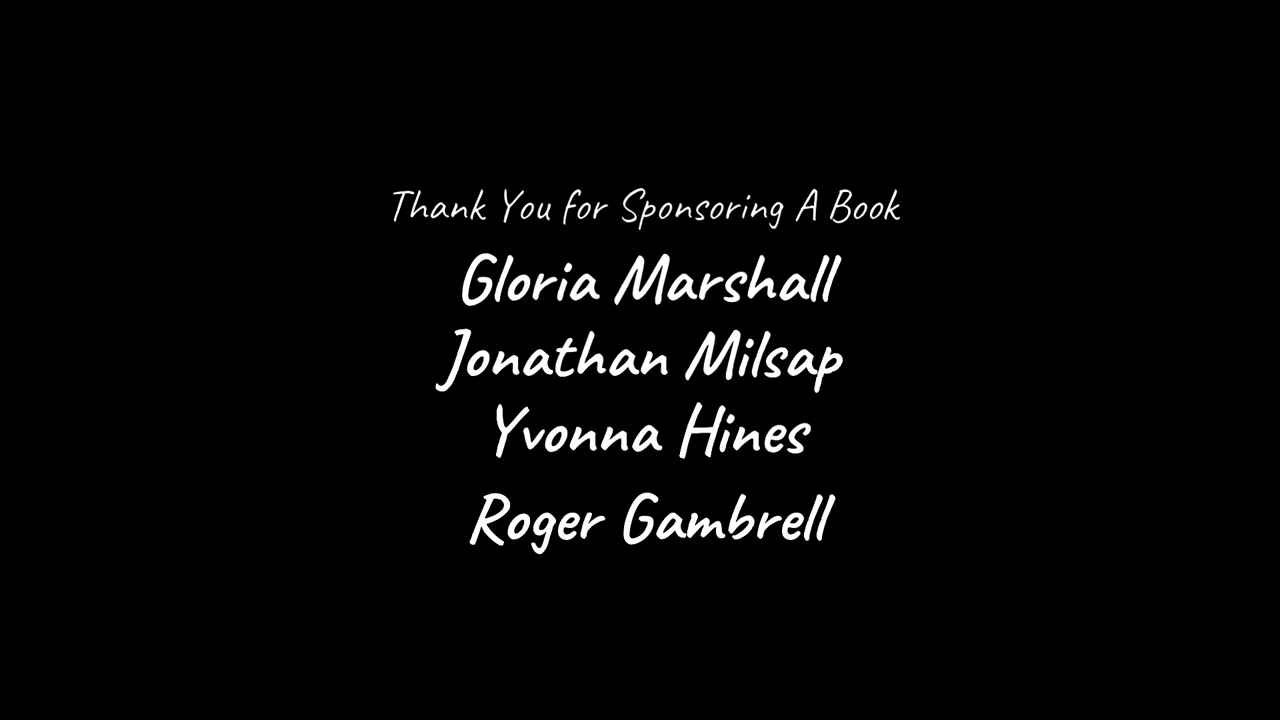 Thank You for Sponsoring A Book
Gloria Marshall
Jonathan Milsap
Yvonna Hines
Roger Gambrell